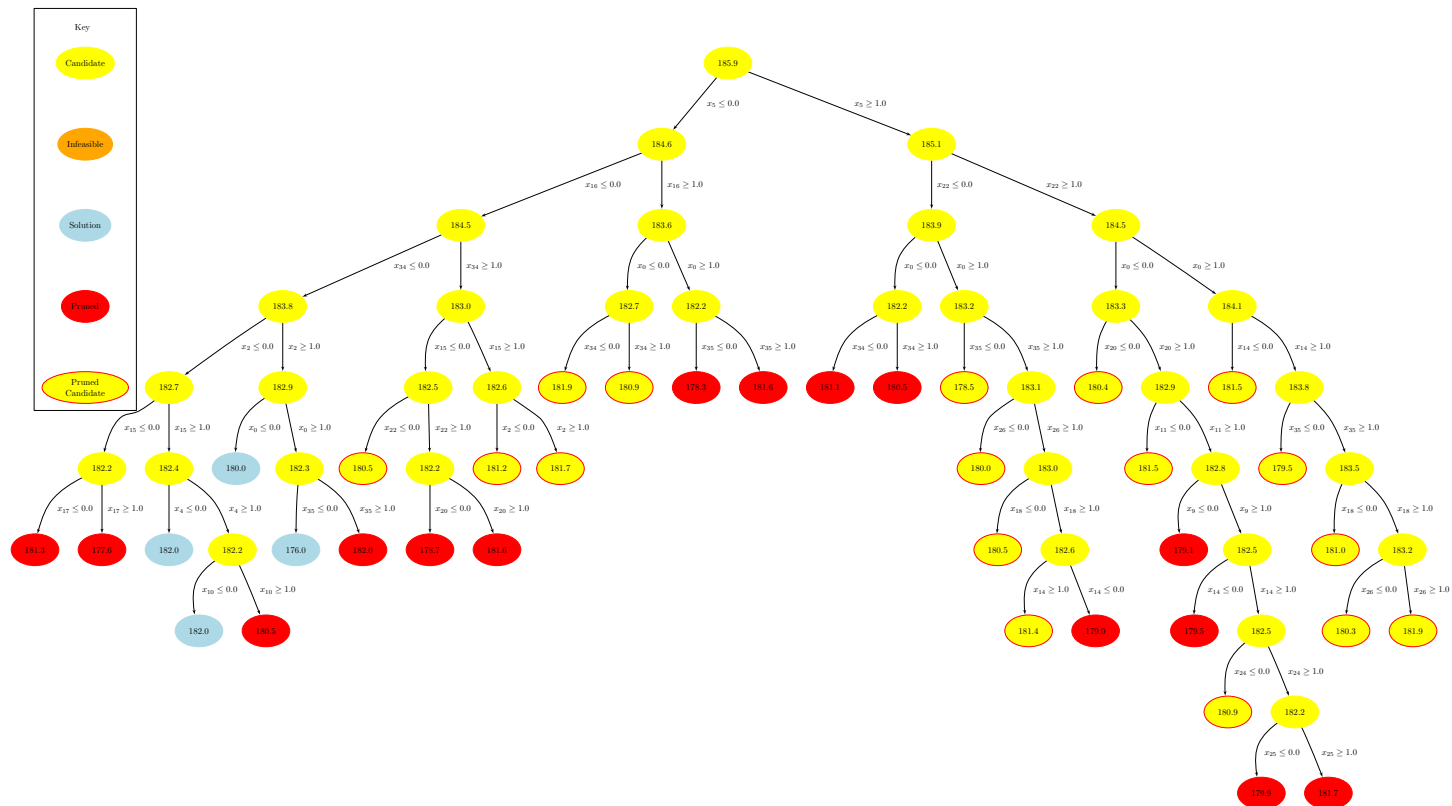 Key
Candidate
185.9
x₅ ≤ 0.0
x₅ ≥ 1.0
Infeasible
184.6
185.1
x₁₆ ≤ 0.0
x₁₆ ≥ 1.0
x₂₂ ≤ 0.0
x₂₂ ≥ 1.0
Solution
184.5
183.6
183.9
184.5
x₃₄ ≤ 0.0
x₃₄ ≥ 1.0
x₀ ≤ 0.0
x₀ ≥ 1.0
x₀ ≤ 0.0
x₀ ≥ 1.0
x₀ ≤ 0.0
x₀ ≥ 1.0
Pruned
183.8
183.0
182.7
182.2
182.2
183.2
183.3
184.1
x₂ ≤ 0.0
x₂ ≥ 1.0
x₁₅ ≤ 0.0
x₁₅ ≥ 1.0
x₃₄ ≤ 0.0
x₃₄ ≥ 1.0
x₃₅ ≤ 0.0
x₃₅ ≥ 1.0
x₃₄ ≤ 0.0
x₃₄ ≥ 1.0
x₃₅ ≤ 0.0
x₃₅ ≥ 1.0
x₂₀ ≤ 0.0
x₂₀ ≥ 1.0
x₁₄ ≤ 0.0
x₁₄ ≥ 1.0
Pruned
Candidate
182.7
182.9
182.5
182.6
181.9
180.9
178.3
181.6
181.1
180.5
178.5
183.1
180.4
182.9
181.5
183.8
x₁₅ ≤ 0.0
x₁₅ ≥ 1.0
x₀ ≤ 0.0
x₀ ≥ 1.0
x₂₂ ≤ 0.0
x₂₂ ≥ 1.0
x₂ ≤ 0.0
x₂ ≥ 1.0
x₂₆ ≤ 0.0
x₂₆ ≥ 1.0
x₁₁ ≤ 0.0
x₁₁ ≥ 1.0
x₃₅ ≤ 0.0
x₃₅ ≥ 1.0
182.2
182.4
180.0
182.3
180.5
182.2
181.2
181.7
180.0
183.0
181.5
182.8
179.5
183.5
x₁₇ ≤ 0.0
x₁₇ ≥ 1.0
x₄ ≤ 0.0
x₄ ≥ 1.0
x₃₅ ≤ 0.0
x₃₅ ≥ 1.0
x₂₀ ≤ 0.0
x₂₀ ≥ 1.0
x₁₈ ≤ 0.0
x₁₈ ≥ 1.0
x₉ ≤ 0.0
x₉ ≥ 1.0
x₁₈ ≤ 0.0
x₁₈ ≥ 1.0
181.3
177.6
182.0
182.2
176.0
182.0
178.7
181.6
180.5
182.6
179.1
182.5
181.0
183.2
x₁₀ ≤ 0.0
x₁₀ ≥ 1.0
x₁₄ ≥ 1.0
x₁₄ ≤ 0.0
x₁₄ ≤ 0.0
x₁₄ ≥ 1.0
x₂₆ ≤ 0.0
x₂₆ ≥ 1.0
182.0
180.5
181.4
179.0
179.5
182.5
180.3
181.9
x₂₄ ≤ 0.0
x₂₄ ≥ 1.0
180.9
182.2
x₂₅ ≤ 0.0
x₂₅ ≥ 1.0
179.9
181.7